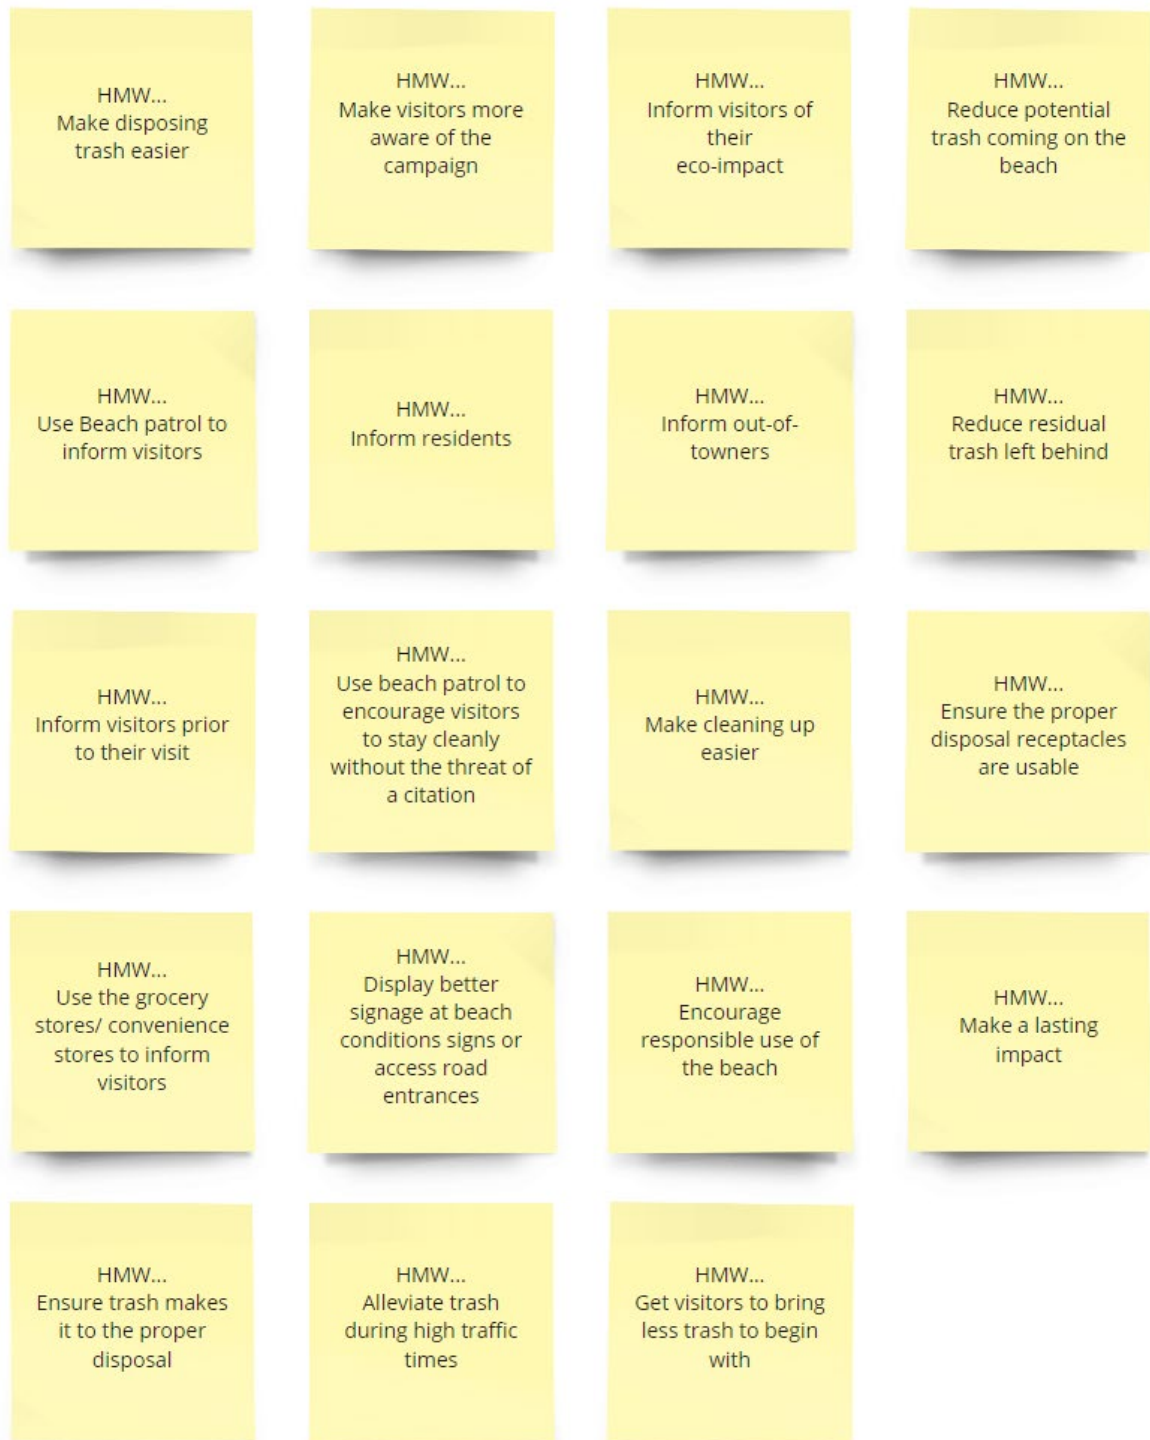 HMW...
Make disposing
trash easier
HMW...
Make visitors more
aware of the
campaign
HMW...
Inform visitors of
their
eco-impact
HMW...
Reduce potential
trash coming on the
beach
HMW...
Use Beach patrol to
inform visitors
HMW...
Inform residents
HMW...
Inform out-of-
towners
HMW...
Reduce residual
trash left behind
HMW...
Inform visitors prior
to their visit
HMW...
Use beach patrol to
encourage visitors
to stay cleanly
without the threat of
a citation
HMW...
Make cleaning up
easier
HMW...
Ensure the proper
disposal receptacles
are usable
HMW...
Use the grocery
stores/ convenience
stores to inform
visitors
HMW...
Display better
signage at beach
conditions signs or
access road
entrances
HMW...
Encourage
responsible use of
the beach
HMW...
Make a lasting
impact
HMW...
Ensure trash makes
it to the proper
disposal
HMW...
Alleviate trash
during high traffic
times
HMW...
Get visitors to bring
less trash to begin
with